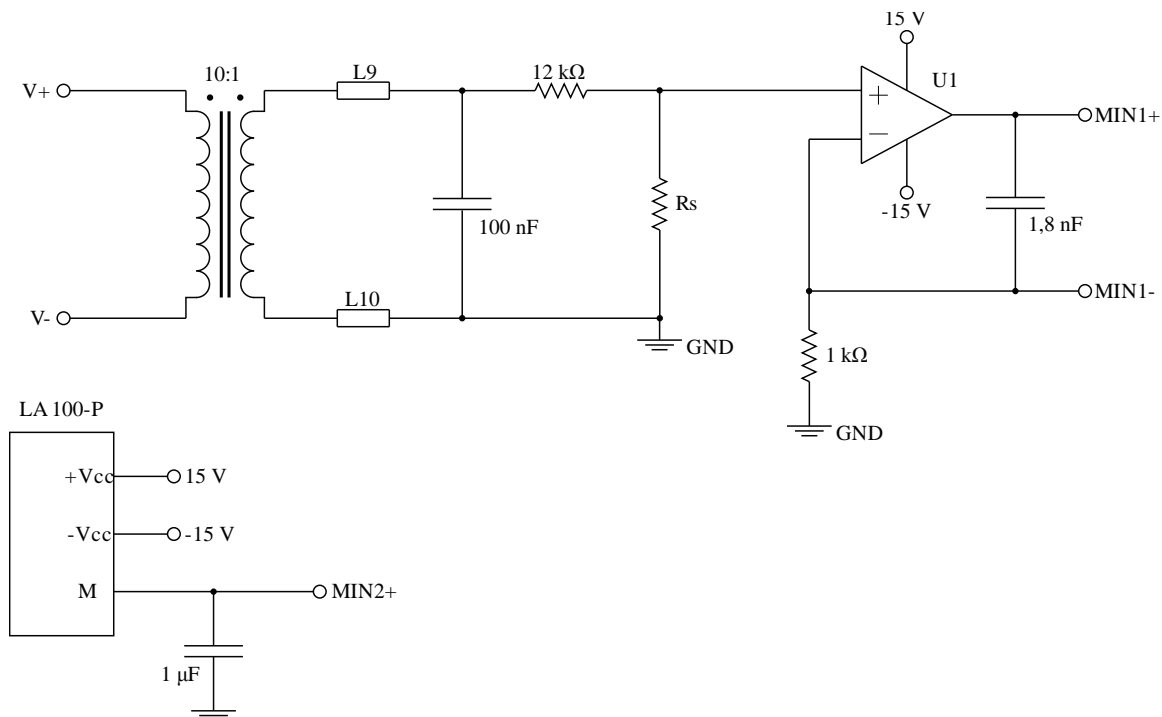 15 V
10:1
L9
12 kΩ
U1
V+
+
MIN1+
−
-15 V
Rs
100 nF
1,8 nF
L10
V-
MIN1-
GND
1 kΩ
LA 100-P
GND
+Vcc
15 V
-Vcc
-15 V
M
MIN2+
1 μF